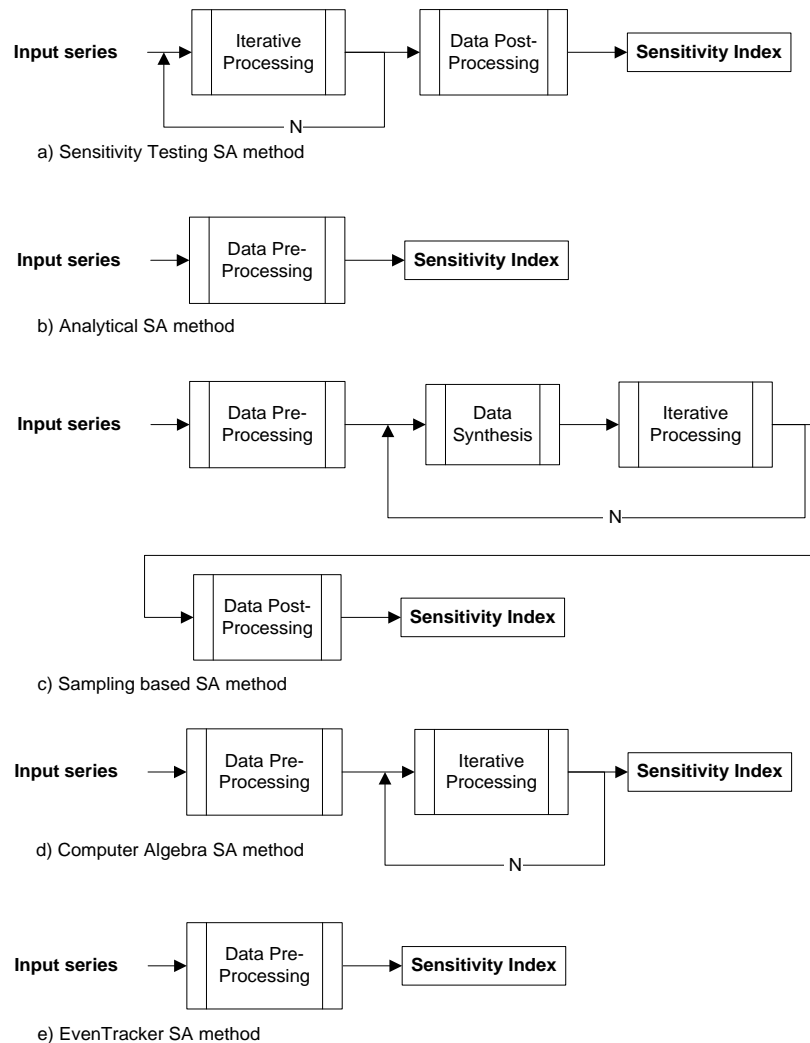 Input series
Iterative
Processing
Data Post-
Processing
Sensitivity Index
N
a) Sensitivity Testing SA method
Input series
Data Pre-
Processing
Sensitivity Index
b) Analytical SA method
Input series
Data Pre-
Processing
Data
Synthesis
Iterative
Processing
N
Data Post-
Processing
Sensitivity Index
c) Sampling based SA method
Input series
Data Pre-
Processing
Iterative
Processing
Sensitivity Index
N
d) Computer Algebra SA method
Input series
Data Pre-
Processing
Sensitivity Index
e) EvenTracker SA method